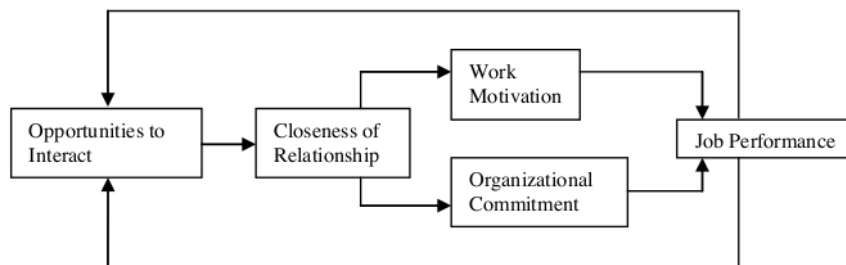 Opportunities to
Interact
Closeness of
Relationship
Work
Motivation
Organizational
Commitment
Job Performance